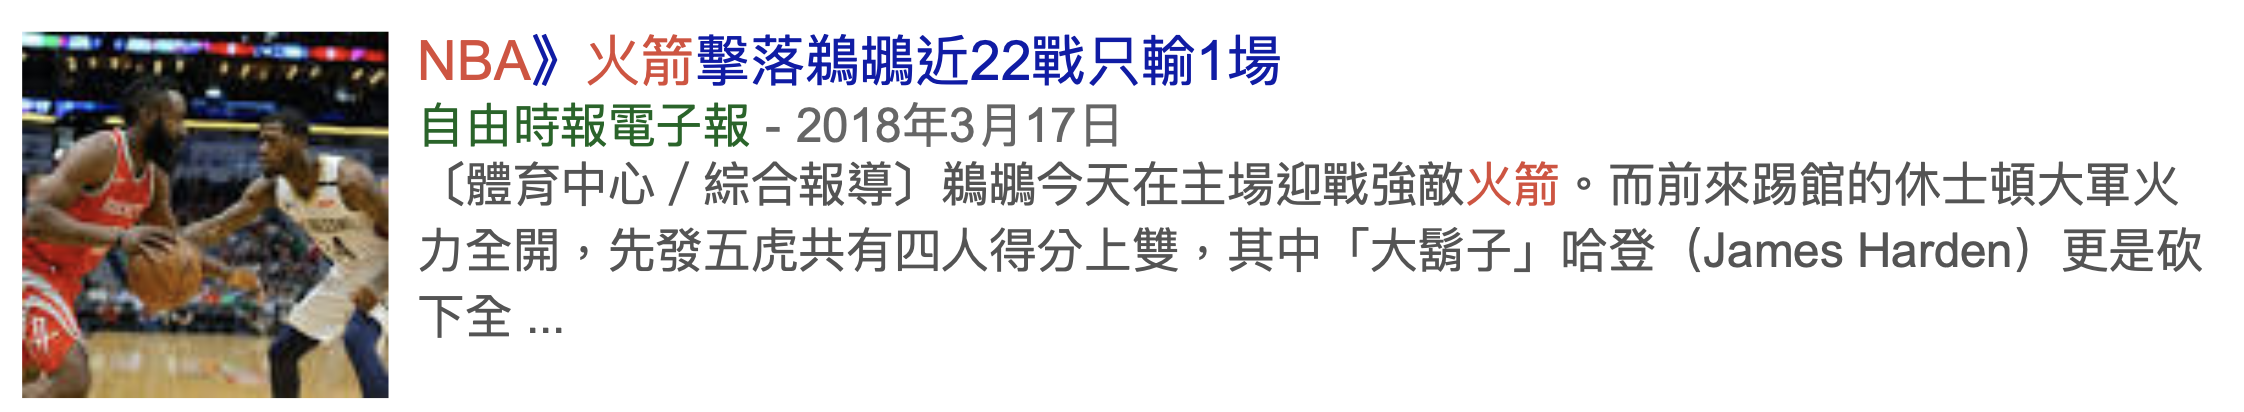 NBA》火箭擊落鵜鶘近22戰只輸1場
自由時報電子報 - 2018年3月17日
〔體育中心／綜合報導〕鵜鶘今天在主場迎戰強敵火箭。而前來踢館的休士頓大軍火
力全開，先發五虎共有四人得分上雙，其中「大鬍子」哈登（James Harden）更是砍
下全 ...